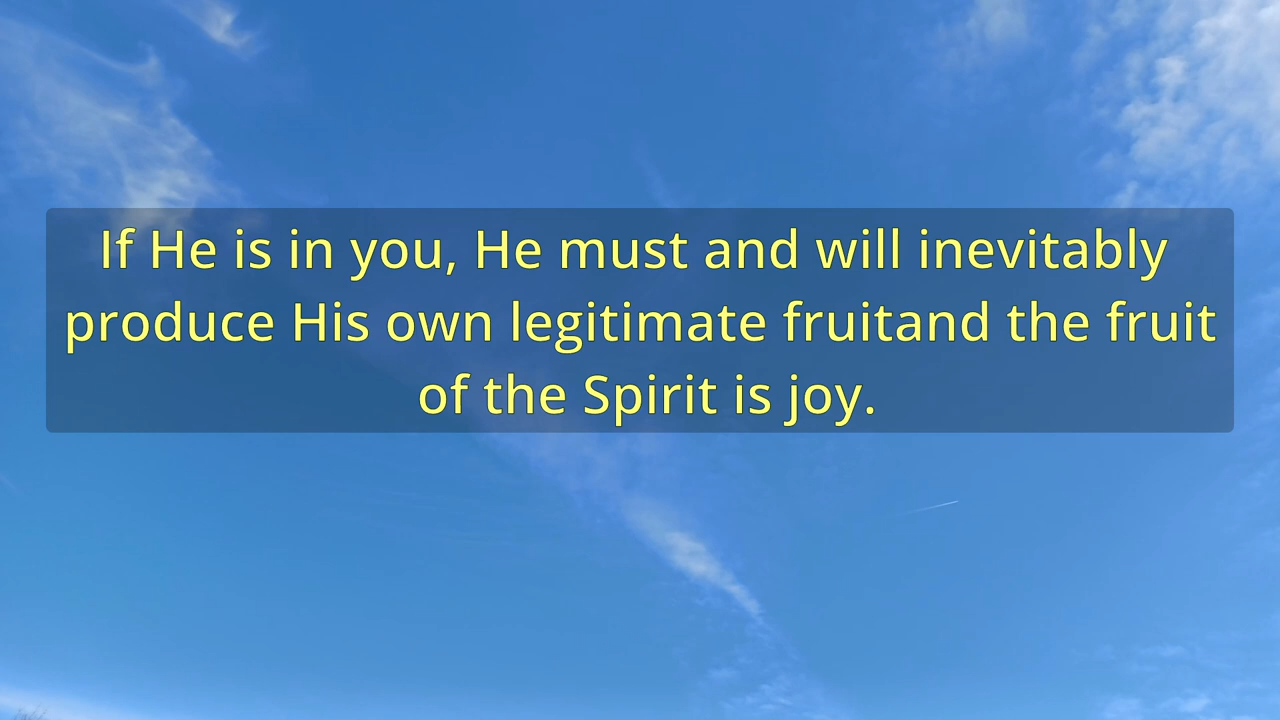 If He is in you, He must and will inevitably
produce His own legitimate fruitand the fruit
of the Spirit is joy.